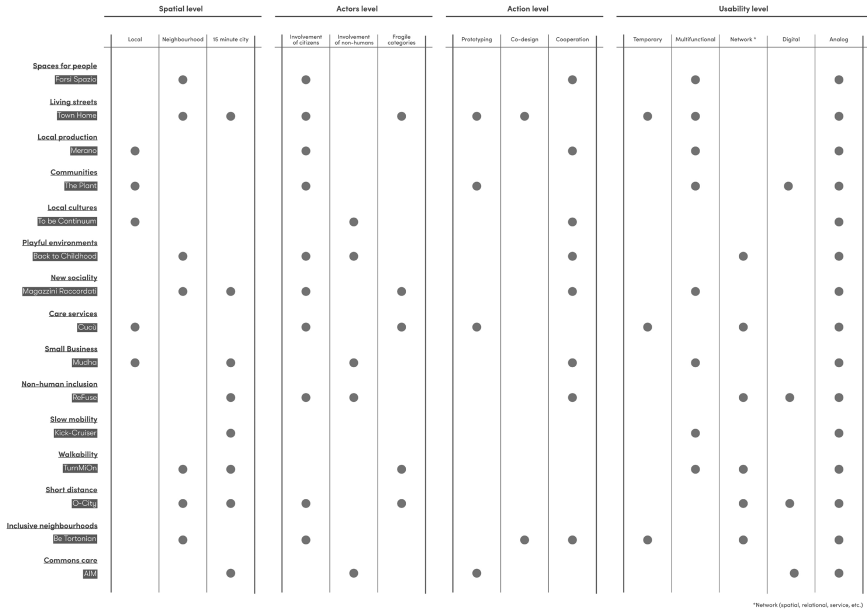 Spatial level
Actors level
Action level
Usability level
Local
Neighbourhood
15 minute city
Involvement
of citizens
Involvement
of non-humans
Fragile
categories
Prototyping
Co-design
Cooperation
Temporary
Multifunctional
Network *
Digital
Analog
Spaces for people
Farsi Spazio
Living streets
Town Home
Local production
Merano
Communities
The Plant
Local cultures
To be Continuum
Playful environments
Back to Childhood
New sociality
Magazzini Raccordati
Care services
Cucù
Small Business
Mudha
Non-human inclusion
ReFuse
Slow mobility
Kick-Cruiser
Walkability
TurnMiOn
Short distance
O-City
Inclusive neighbourhoods
Be Tortonian
Commons care
AIM
*Network (spatial, relational, service, etc.)